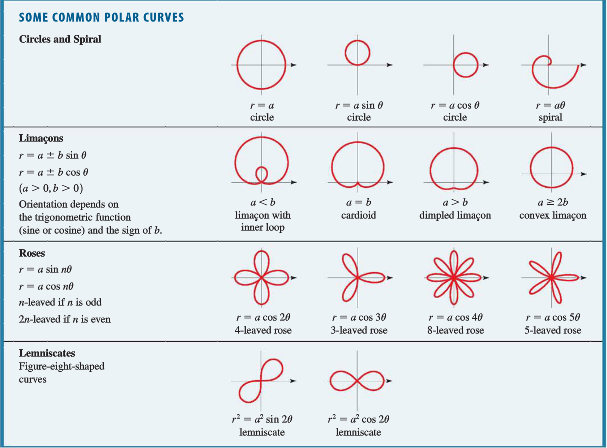 SOME COMMON POLAR CURVES
Circles and Spiral
r = a
circle
r = a sin θ
circle
r = a cos θ
circle
r = aθ
spiral
Limaçons
r = a ± b sin θ
r = a ± b cos θ
(a > 0, b > 0)
Orientation depends on
the trigonometric function
(sine or cosine) and the sign of b.
a < b
limaçon with
inner loop
a = b
cardioid
a > b
dimpled limaçon
a ≥ 2b
convex limaçon
Roses
r = a sin nθ
r = a cos nθ
n-leaved if n is odd
2n-leaved if n is even
r = a cos 2θ
4-leaved rose
r = a cos 3θ
3-leaved rose
r = a cos 4θ
8-leaved rose
r = a cos 5θ
5-leaved rose
Lemniscates
Figure-eight-shaped
curves
r² = a² sin 2θ
lemniscate
r² = a² cos 2θ
lemniscate